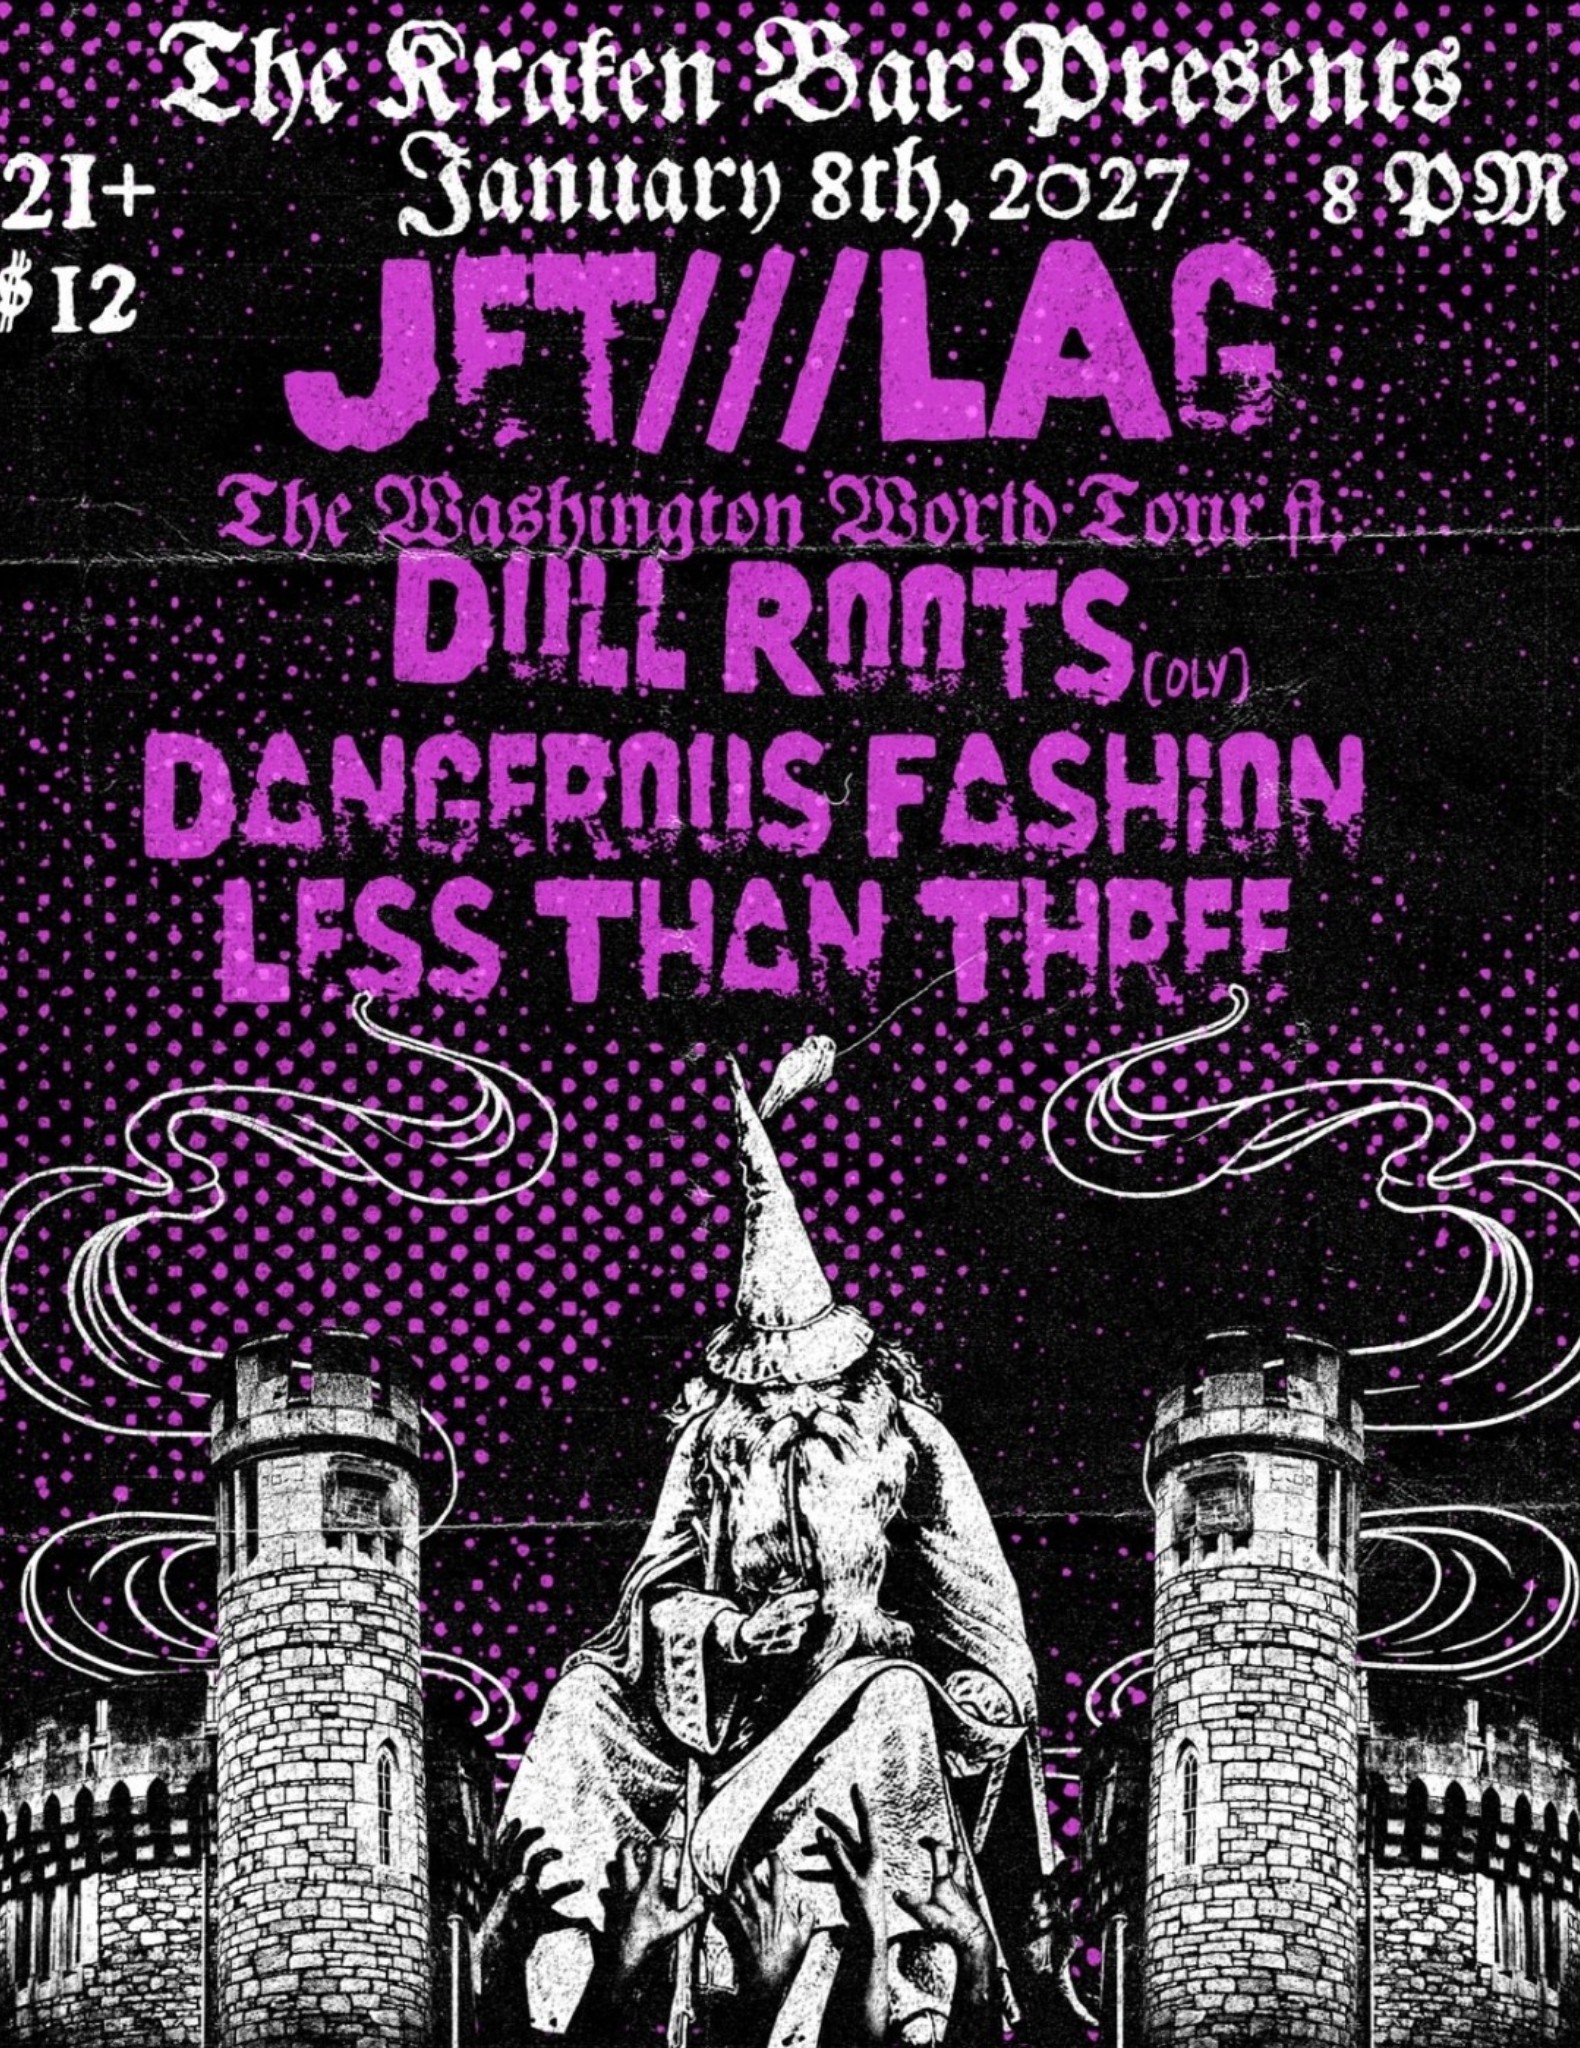 The Kraken Bar Presents
21+ January 8th, 2027 8 PM
$12
JET///LAG
The Washington World Tour ft.
DULL ROOTS (OLY)
DANGEROUS FASHION
LESS THAN THREE